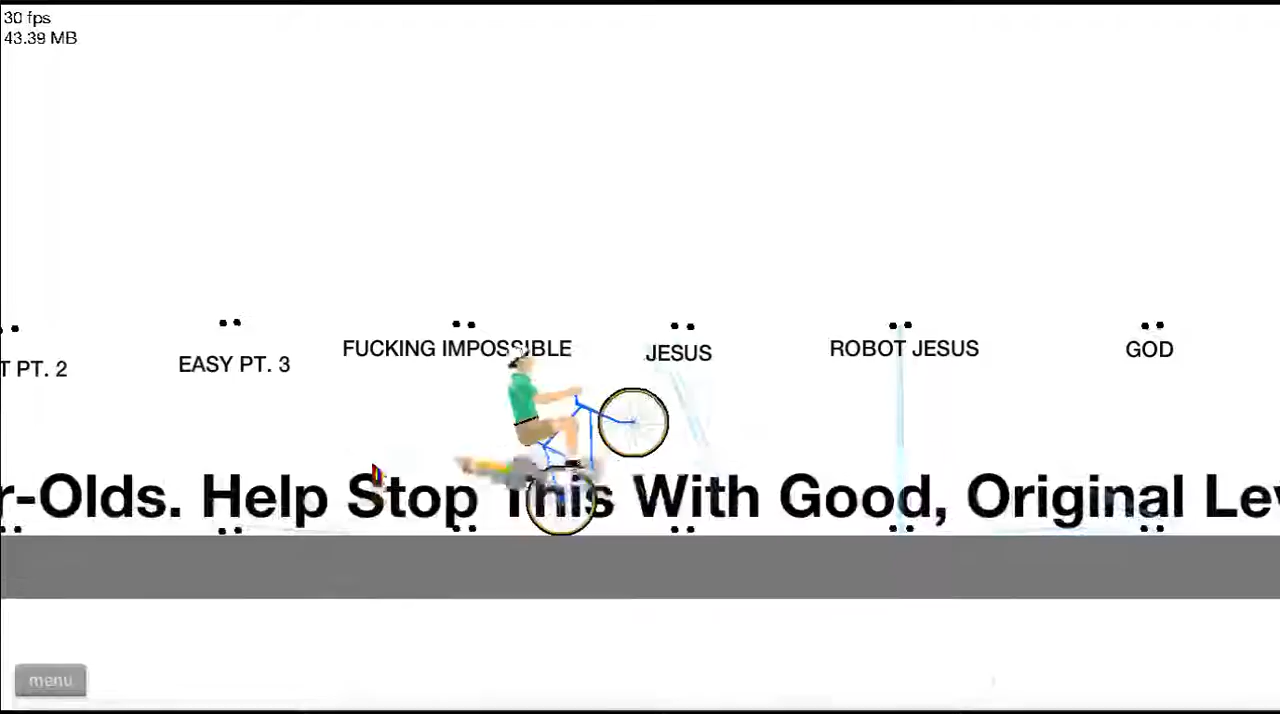 30 fps
43.39 MB
T PT. 2
EASY PT. 3
FUCKING IMPOSSIBLE
JESUS
ROBOT JESUS
GOD
r-Olds. Help Stop This With Good, Original Lev
menu